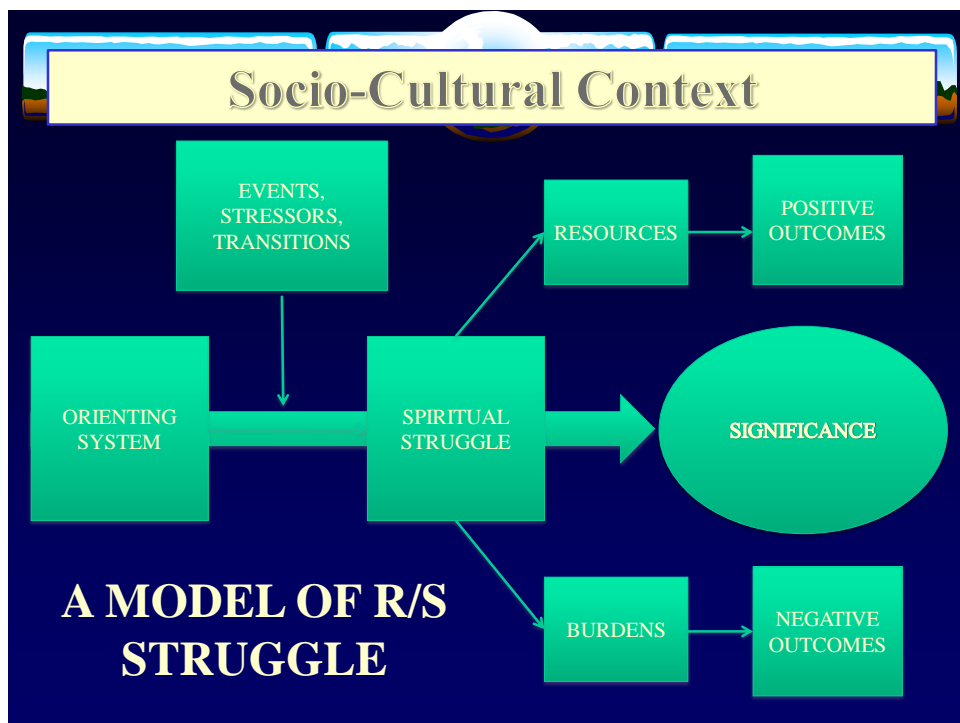 Socio-Cultural Context
EVENTS,
STRESSORS,
TRANSITIONS
RESOURCES
POSITIVE
OUTCOMES
ORIENTING
SYSTEM
SPIRITUAL
STRUGGLE
SIGNIFICANCE
A MODEL OF R/S
STRUGGLE
BURDENS
NEGATIVE
OUTCOMES